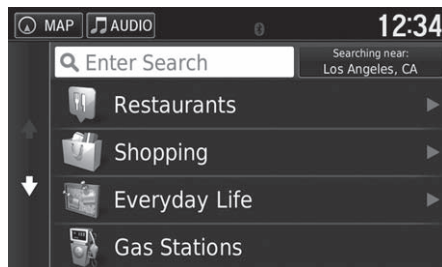 MAP AUDIO 12:34
Enter Search
Searching near:
Los Angeles, CA
Restaurants
Shopping
Everyday Life
Gas Stations